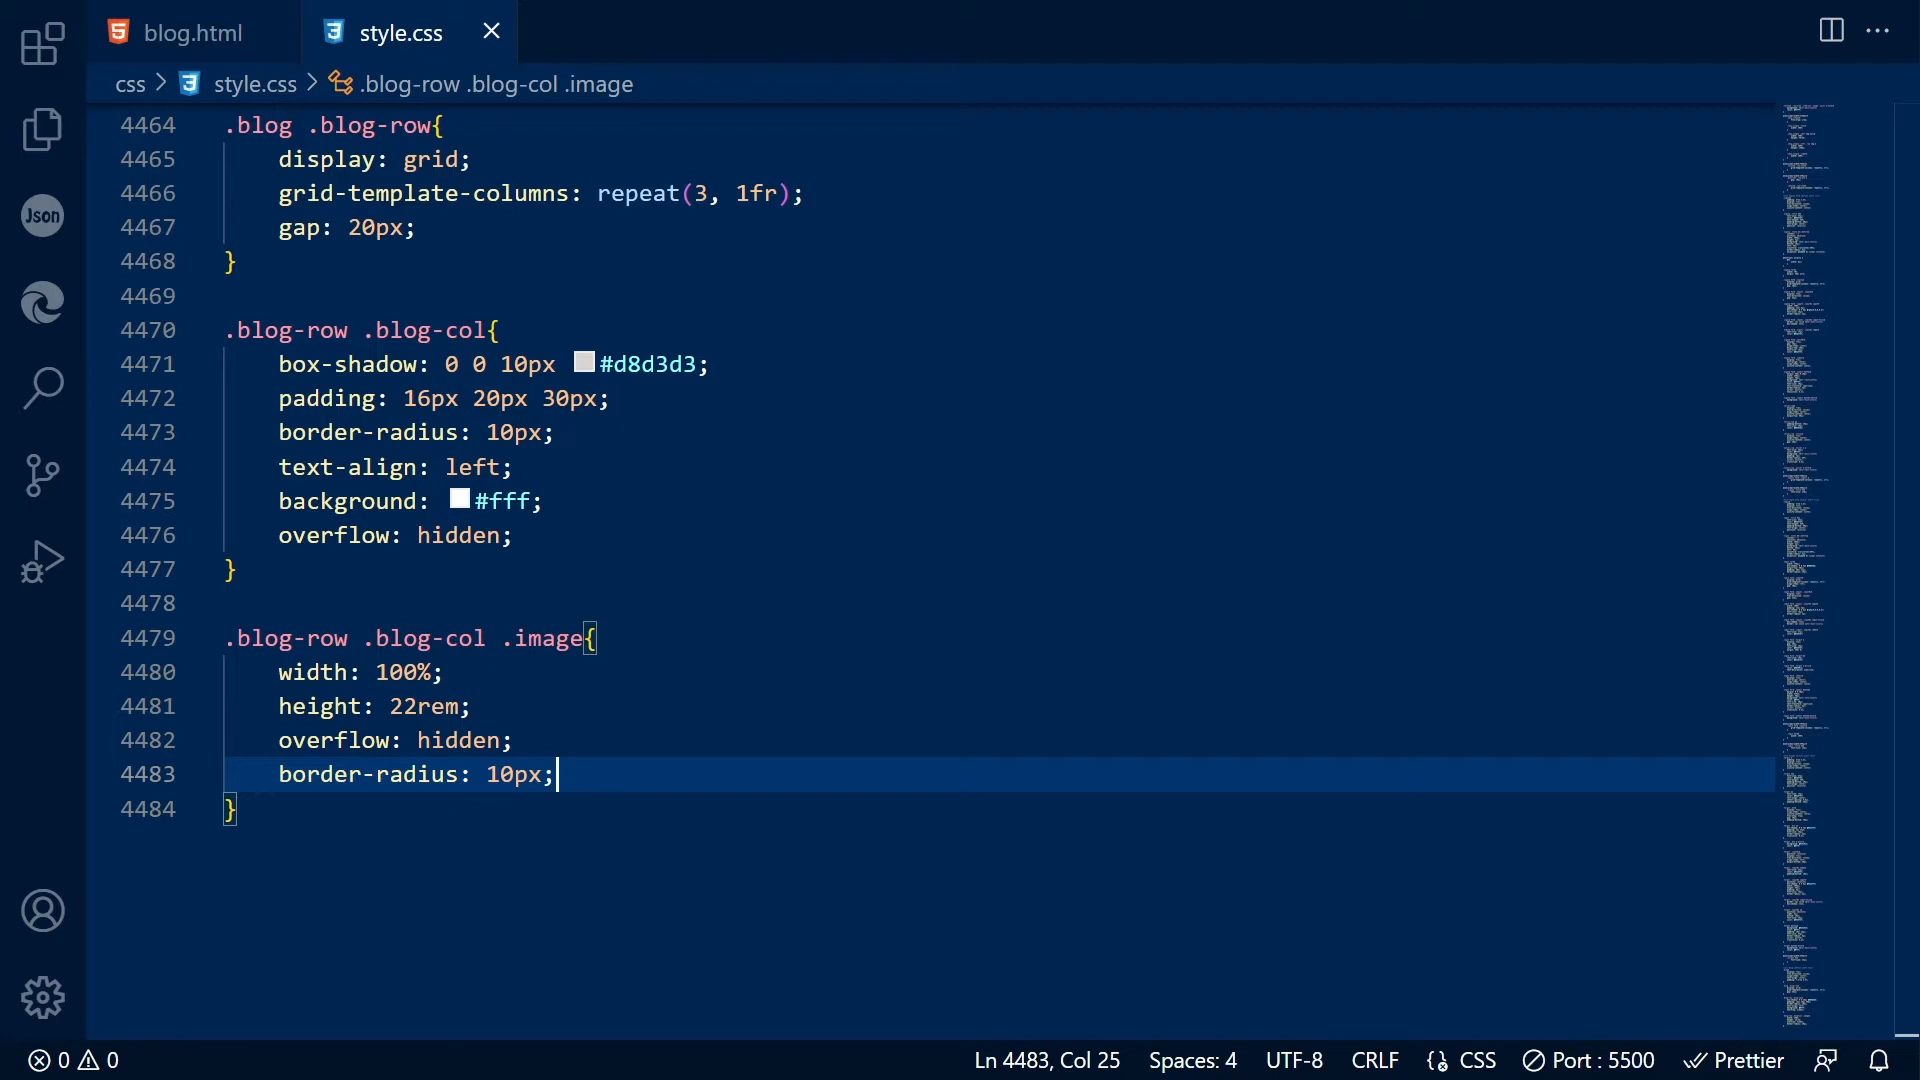 blog.html
style.css
css
style.css
.blog-row .blog-col .image
Json
4464 .blog .blog-row{
4465 display: grid;
4466 grid-template-columns: repeat(3, 1fr);
4467 gap: 20px;
4468 }
4469
4470 .blog-row .blog-col{
4471 box-shadow: 0 0 10px #d8d3d3;
4472 padding: 16px 20px 30px;
4473 border-radius: 10px;
4474 text-align: left;
4475 background: #fff;
4476 overflow: hidden;
4477 }
4478
4479 .blog-row .blog-col .image{
4480 width: 100%;
4481 height: 22rem;
4482 overflow: hidden;
4483 border-radius: 10px;
4484 }
0 0
Ln 4483, Col 25
Spaces: 4
UTF-8
CRLF
CSS
Port : 5500
Prettier